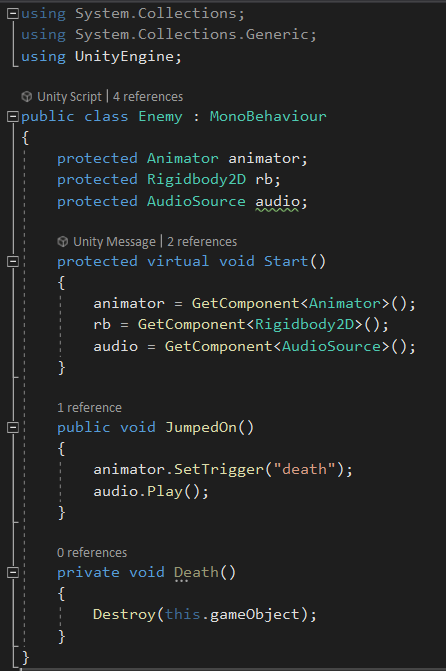 using System.Collections;
using System.Collections.Generic;
using UnityEngine;
Unity Script | 4 references
public class Enemy : MonoBehaviour
{
protected Animator animator;
protected Rigidbody2D rb;
protected AudioSource audio;
Unity Message | 2 references
protected virtual void Start()
{
animator = GetComponent<Animator>();
rb = GetComponent<Rigidbody2D>();
audio = GetComponent<AudioSource>();
}
1 reference
public void JumpedOn()
{
animator.SetTrigger("death");
audio.Play();
}
0 references
private void Death()
{
Destroy(this.gameObject);
}
}